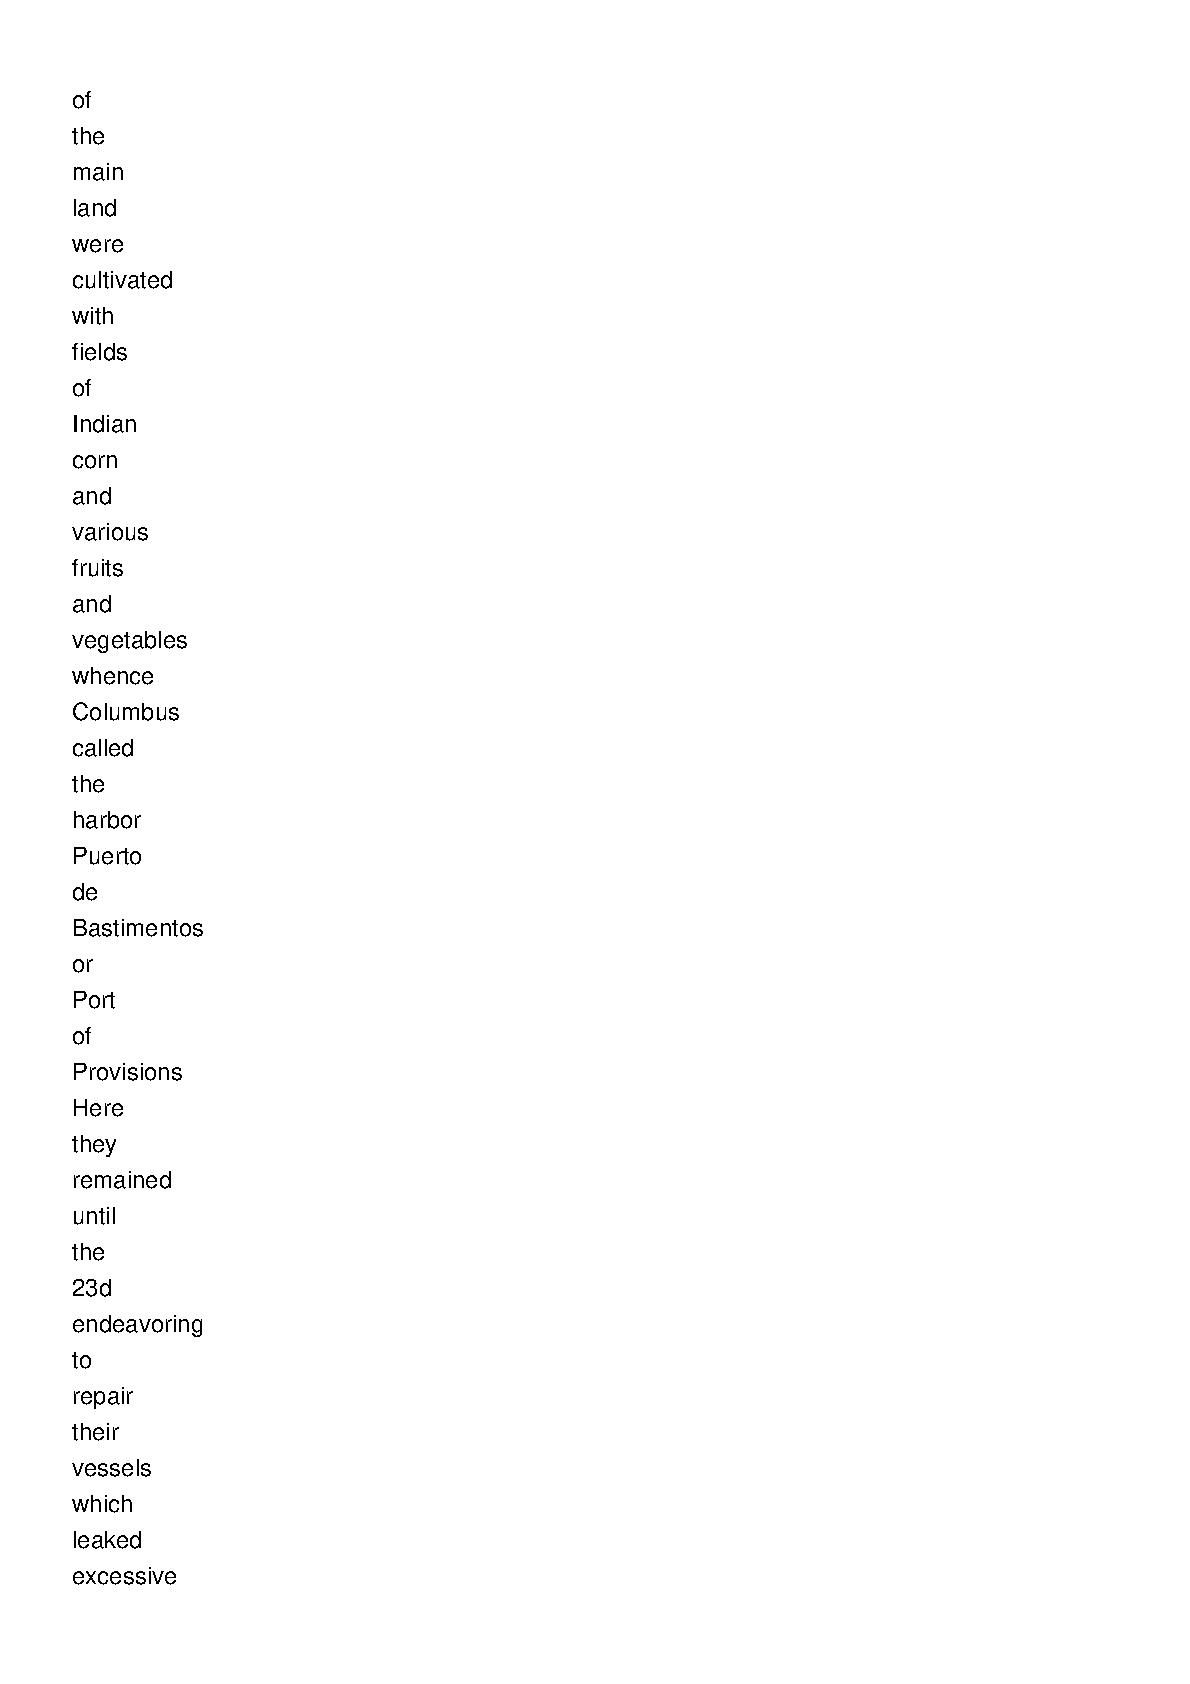 of
the
main
land
were
cultivated
with
fields
of
Indian
corn
and
various
fruits
and
vegetables
whence
Columbus
called
the
harbor
Puerto
de
Bastimentos
or
Port
of
Provisions
Here
they
remained
until
the
23d
endeavoring
to
repair
their
vessels
which
leaked
excessive